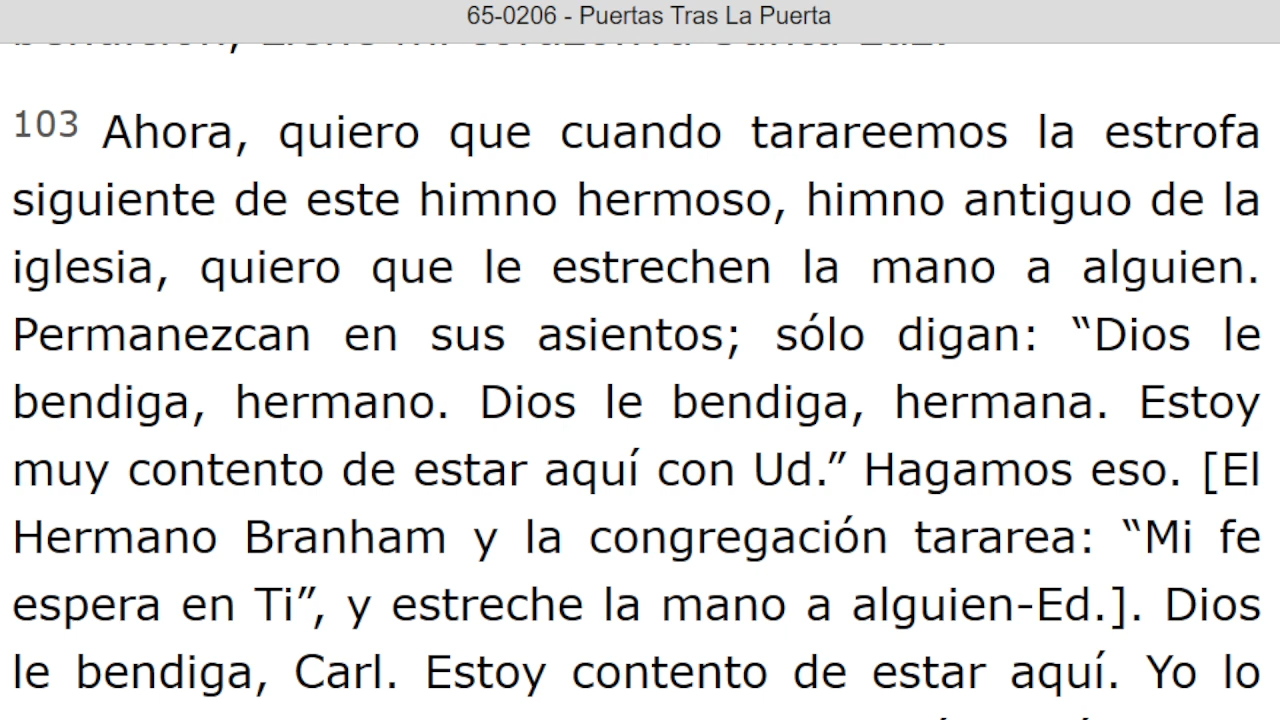 65-0206 - Puertas Tras La Puerta
103 Ahora, quiero que cuando tarareemos la estrofa
siguiente de este himno hermoso, himno antiguo de la
iglesia, quiero que le estrechen la mano a alguien.
Permanezcan en sus asientos; sólo digan: “Dios le
bendiga, hermano. Dios le bendiga, hermana. Estoy
muy contento de estar aquí con Ud.” Hagamos eso. [El
Hermano Branham y la congregación tararea: “Mi fe
espera en Ti”, y estreche la mano a alguien-Ed.]. Dios
le bendiga, Carl. Estoy contento de estar aquí. Yo lo